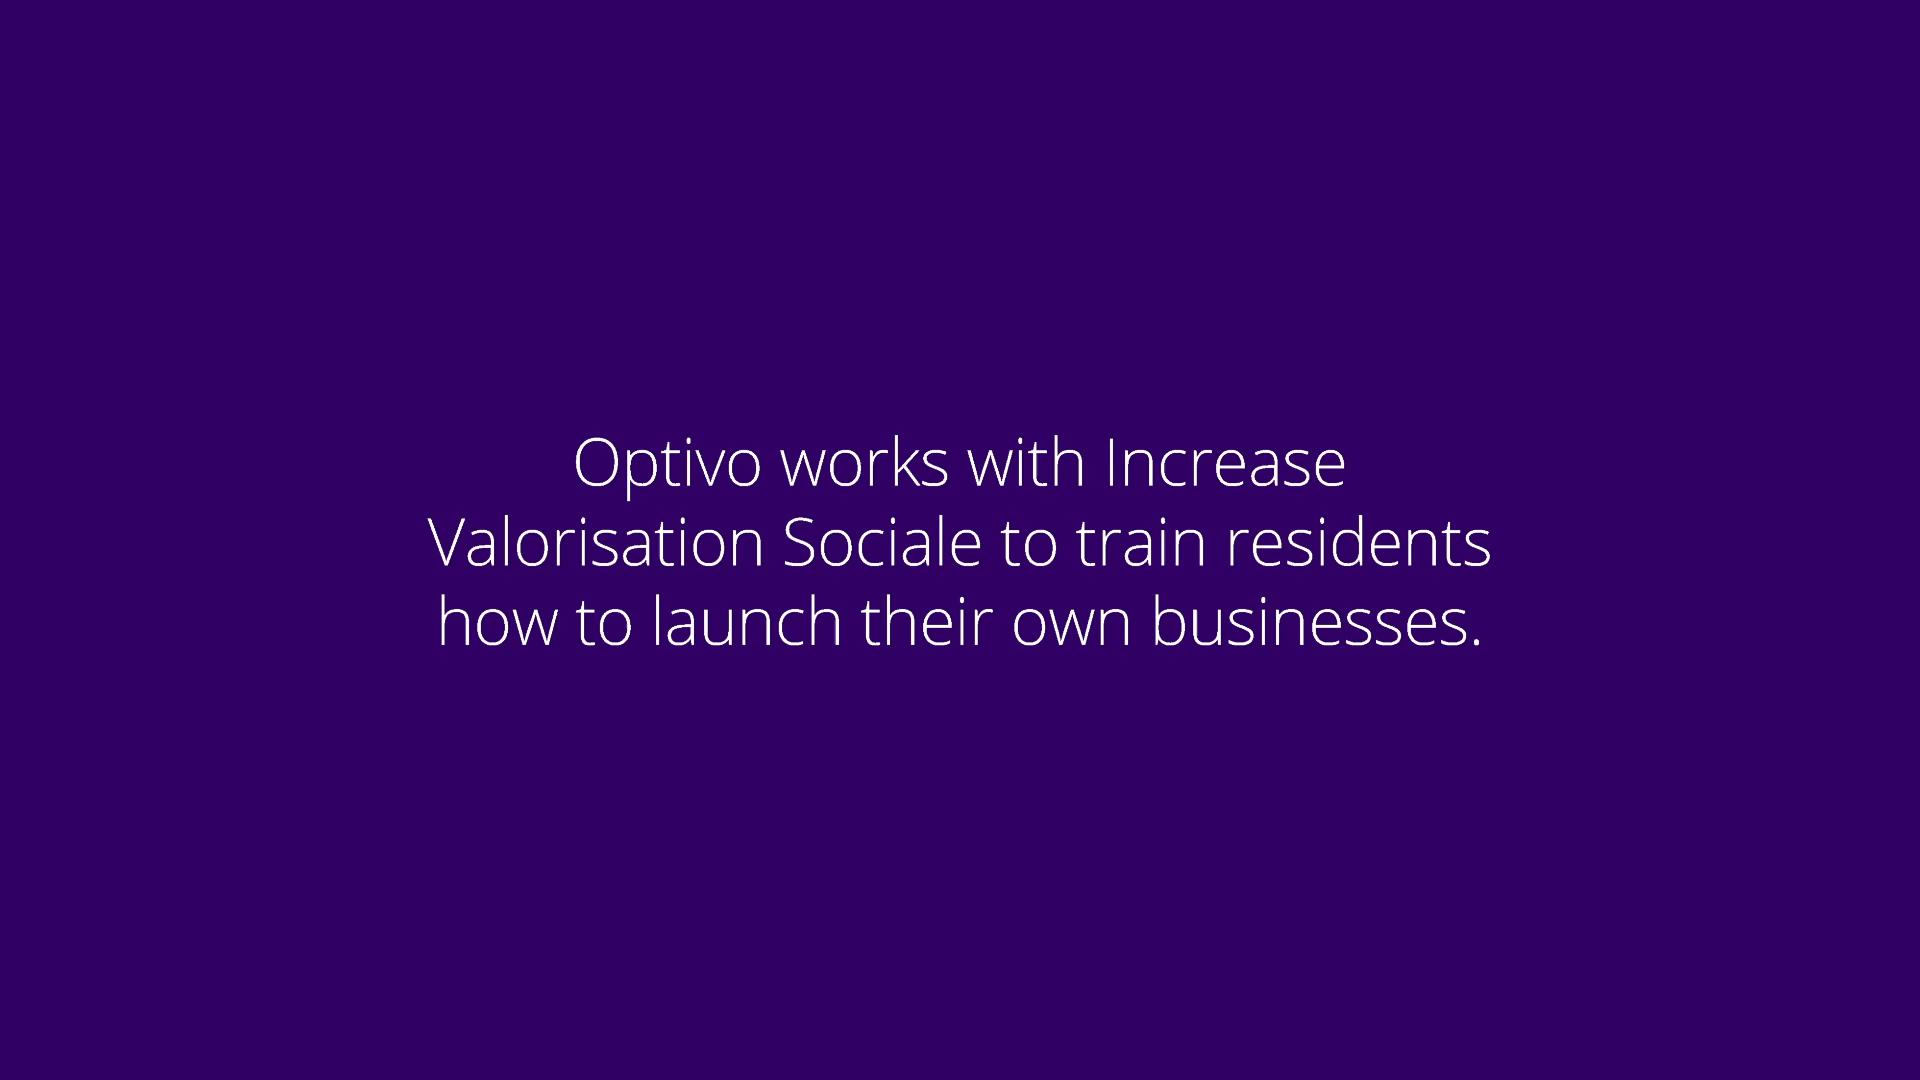 Optivo works with Increase
Valorisation Sociale to train residents
how to launch their own businesses.